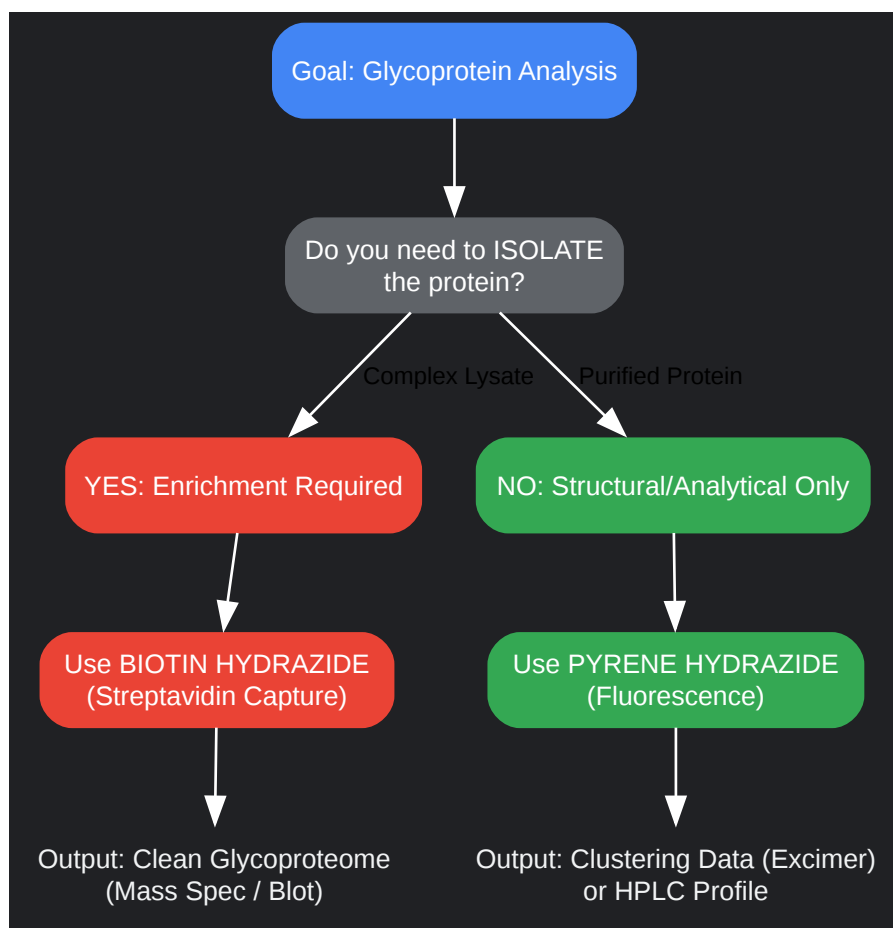 Goal: Glycoprotein Analysis
Do you need to ISOLATE
the protein?
Complex Lysate
Purified Protein
YES: Enrichment Required
NO: Structural/Analytical Only
Use BIOTIN HYDRAZIDE
(Streptavidin Capture)
Use PYRENE HYDRAZIDE
(Fluorescence)
Output: Clean Glycoproteome
(Mass Spec / Blot)
Output: Clustering Data (Excimer)
or HPLC Profile